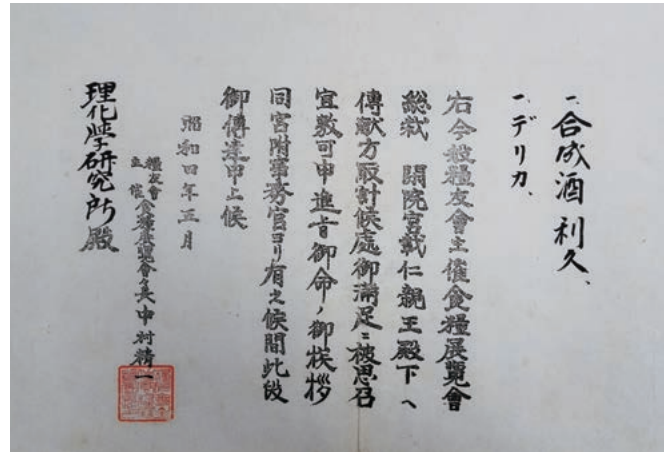 一、合成酒 利久、
一、デリカ、
右今般糧友會主催食糧展覽會
総裁 閑院宮載仁親王殿下へ
傳献方取計候處御滿足ニ被思召
宜敷可申進旨御命ノ御挨拶
同宮附事務官ヨリ有之候間此段
御傳達申上候
昭和四年五月
糧友會主催食糧展覽會々長中村精一
理化學研究所殿